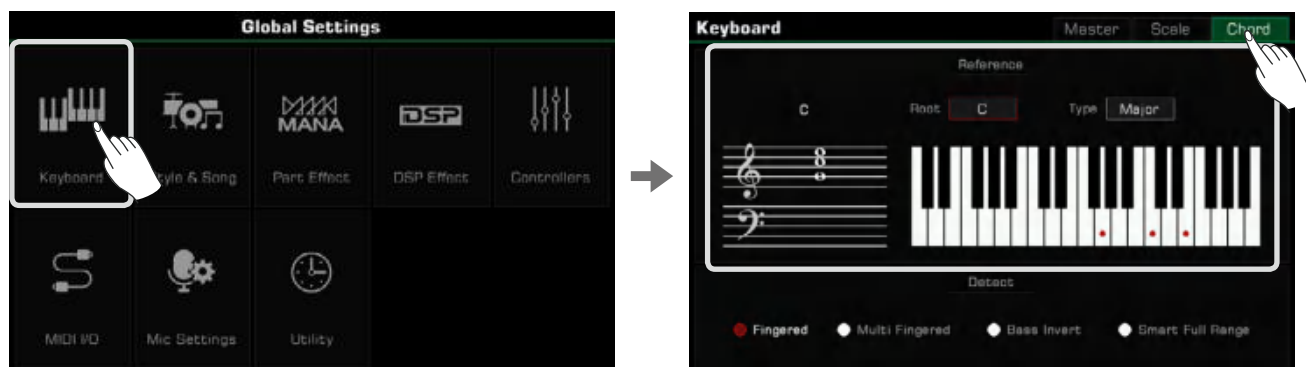 Global Settings
MANA
DSP
Keyboard
Style & Song
Part Effect
DSP Effect
Controllers
MIDI I/O
Mic Settings
Utility
Keyboard
Master
Scale
Chord
Reference
C
Root
C
Type
Major
Detect
Fingered
Multi Fingered
Bass Invert
Smart Full Range